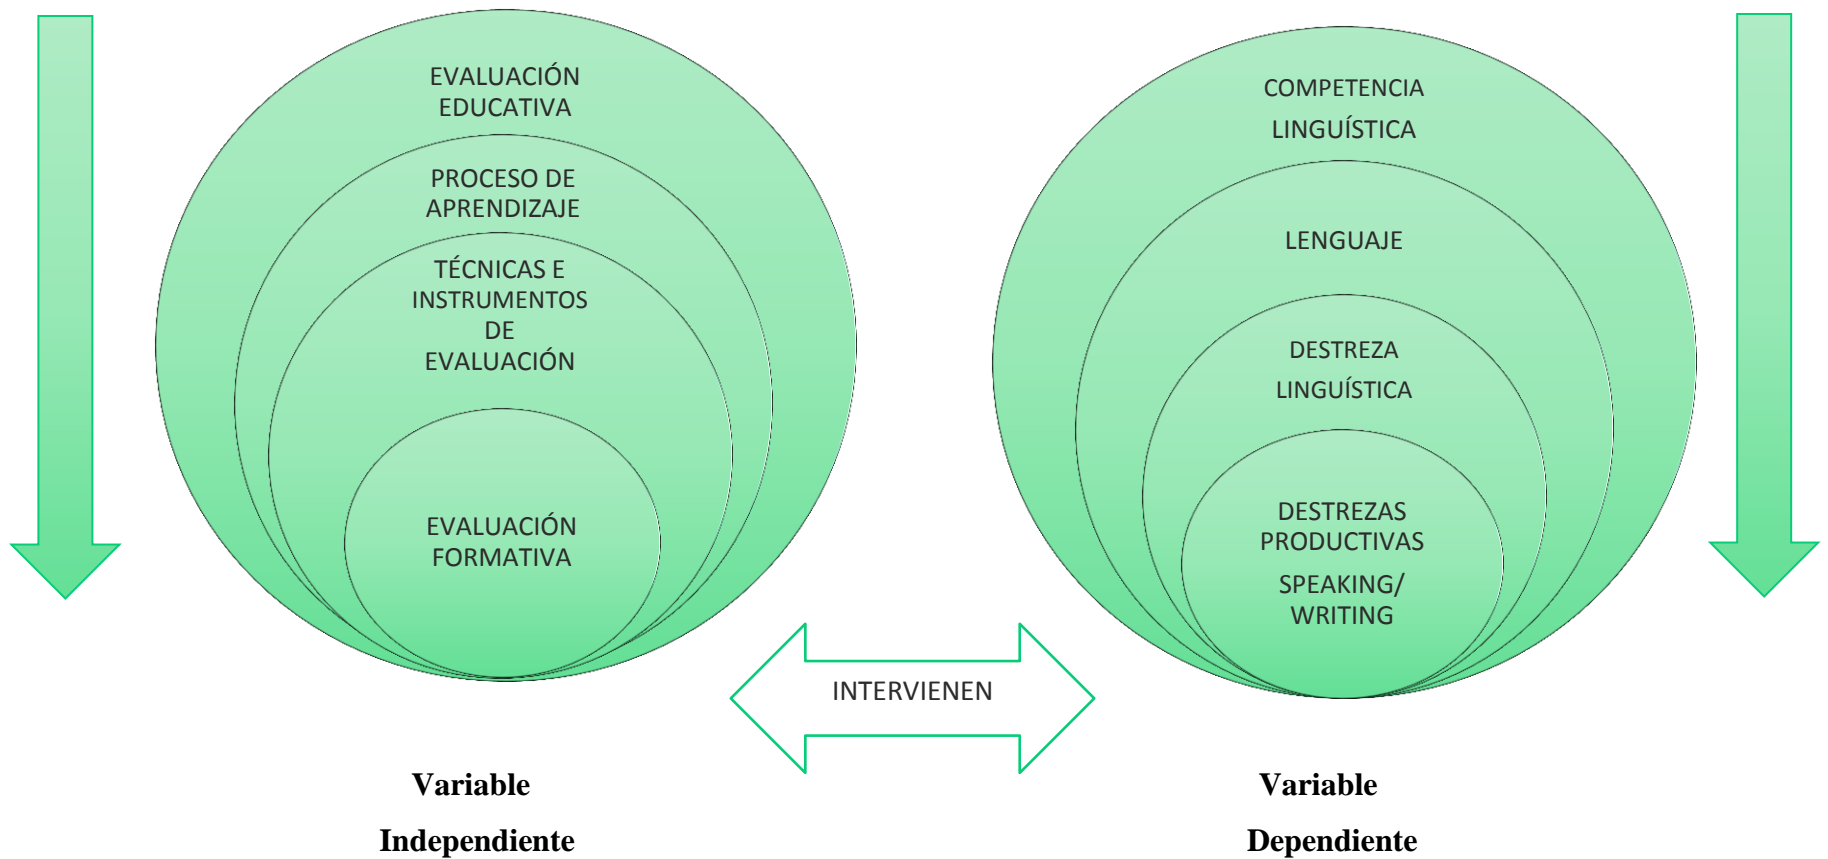 EVALUACIÓN
EDUCATIVA
PROCESO DE
APRENDIZAJE
TÉCNICAS E
INSTRUMENTOS
DE
EVALUACIÓN
EVALUACIÓN
FORMATIVA
COMPETENCIA
LINGUÍSTICA
LENGUAJE
DESTREZA
LINGUÍSTICA
DESTREZAS
PRODUCTIVAS
SPEAKING/
WRITING
INTERVIENEN
Variable
Independiente
Variable
Dependiente